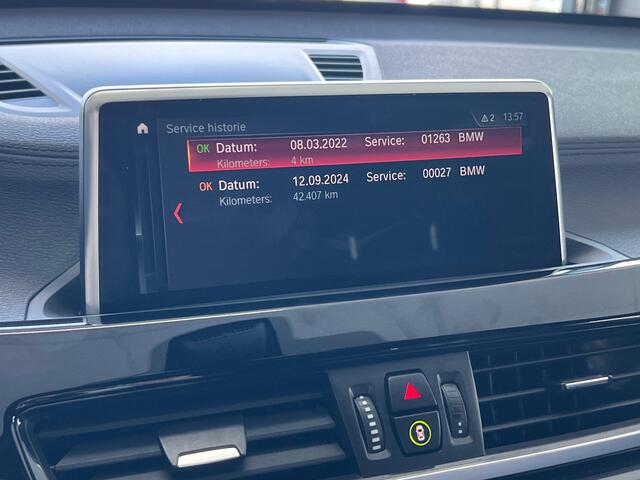 Service historie ⚠2 13:57
OK Datum: 08.03.2022 Service: 01263 BMW
Kilometers: 4 km
OK Datum: 12.09.2024 Service: 00027 BMW
Kilometers: 42.407 km